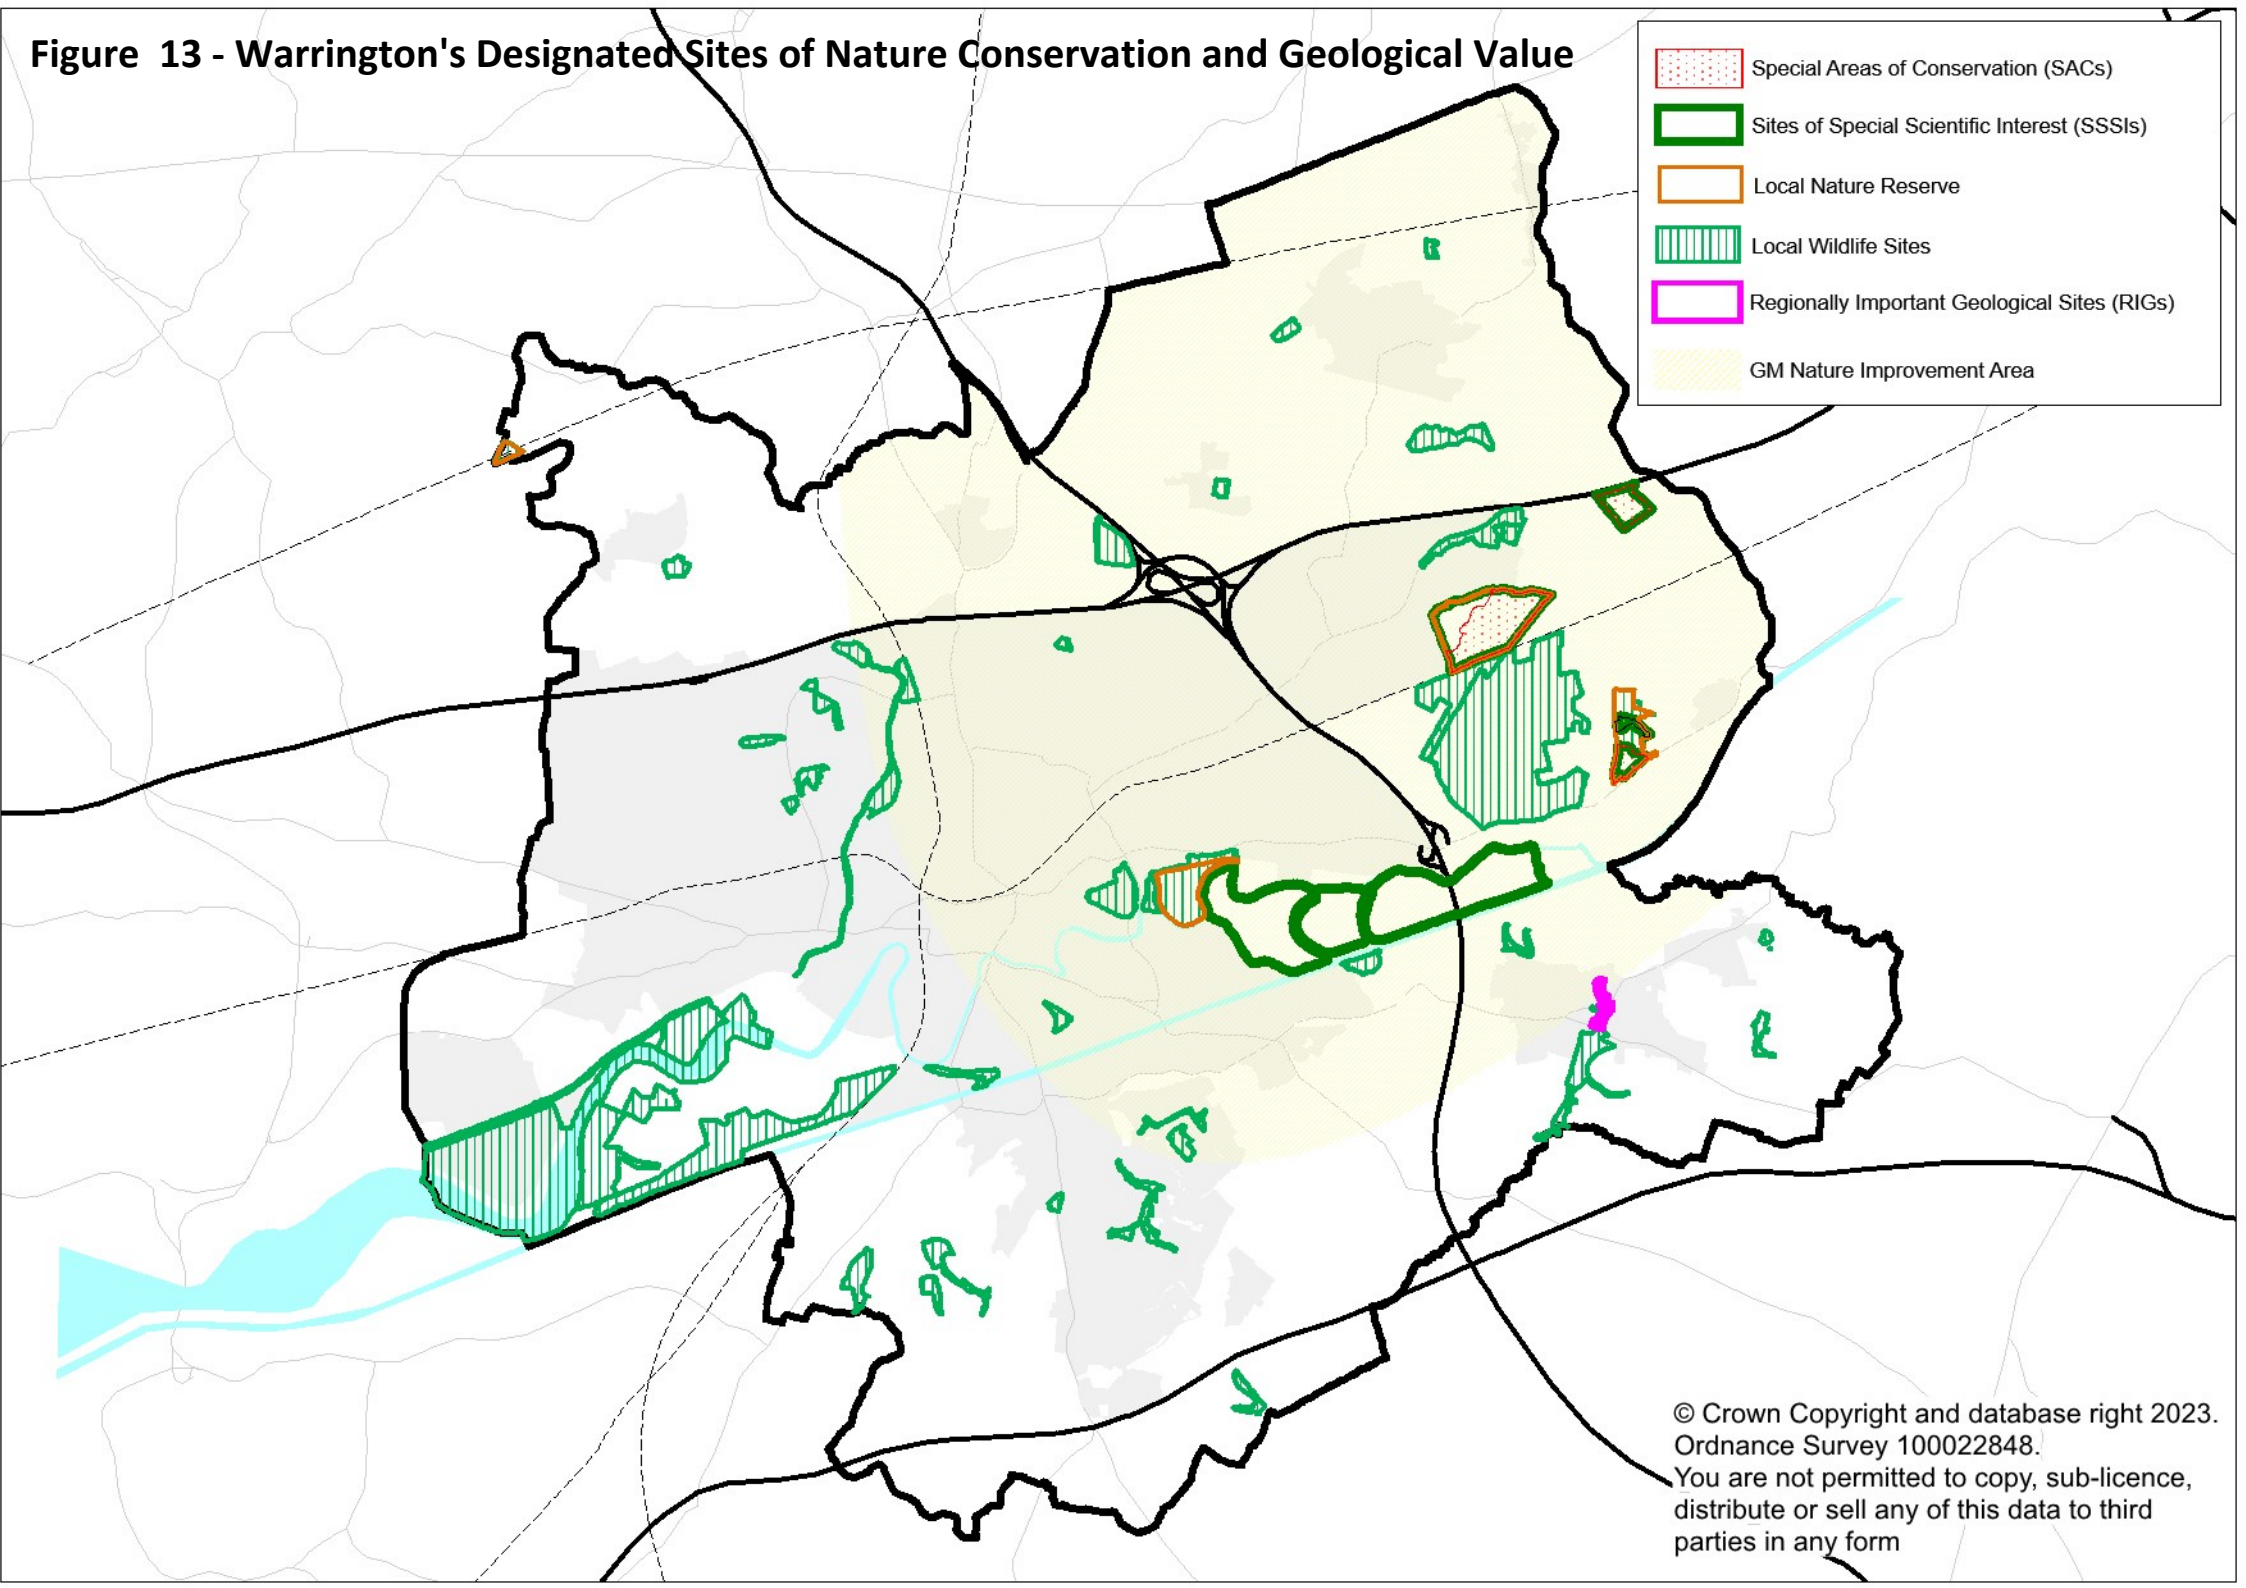 Figure 13 - Warrington's Designated Sites of Nature Conservation and Geological Value
Special Areas of Conservation (SACs)
Sites of Special Scientific Interest (SSSIs)
Local Nature Reserve
Local Wildlife Sites
Regionally Important Geological Sites (RIGs)
GM Nature Improvement Area
© Crown Copyright and database right 2023.
Ordnance Survey 100022848.
You are not permitted to copy, sub-licence,
distribute or sell any of this data to third
parties in any form